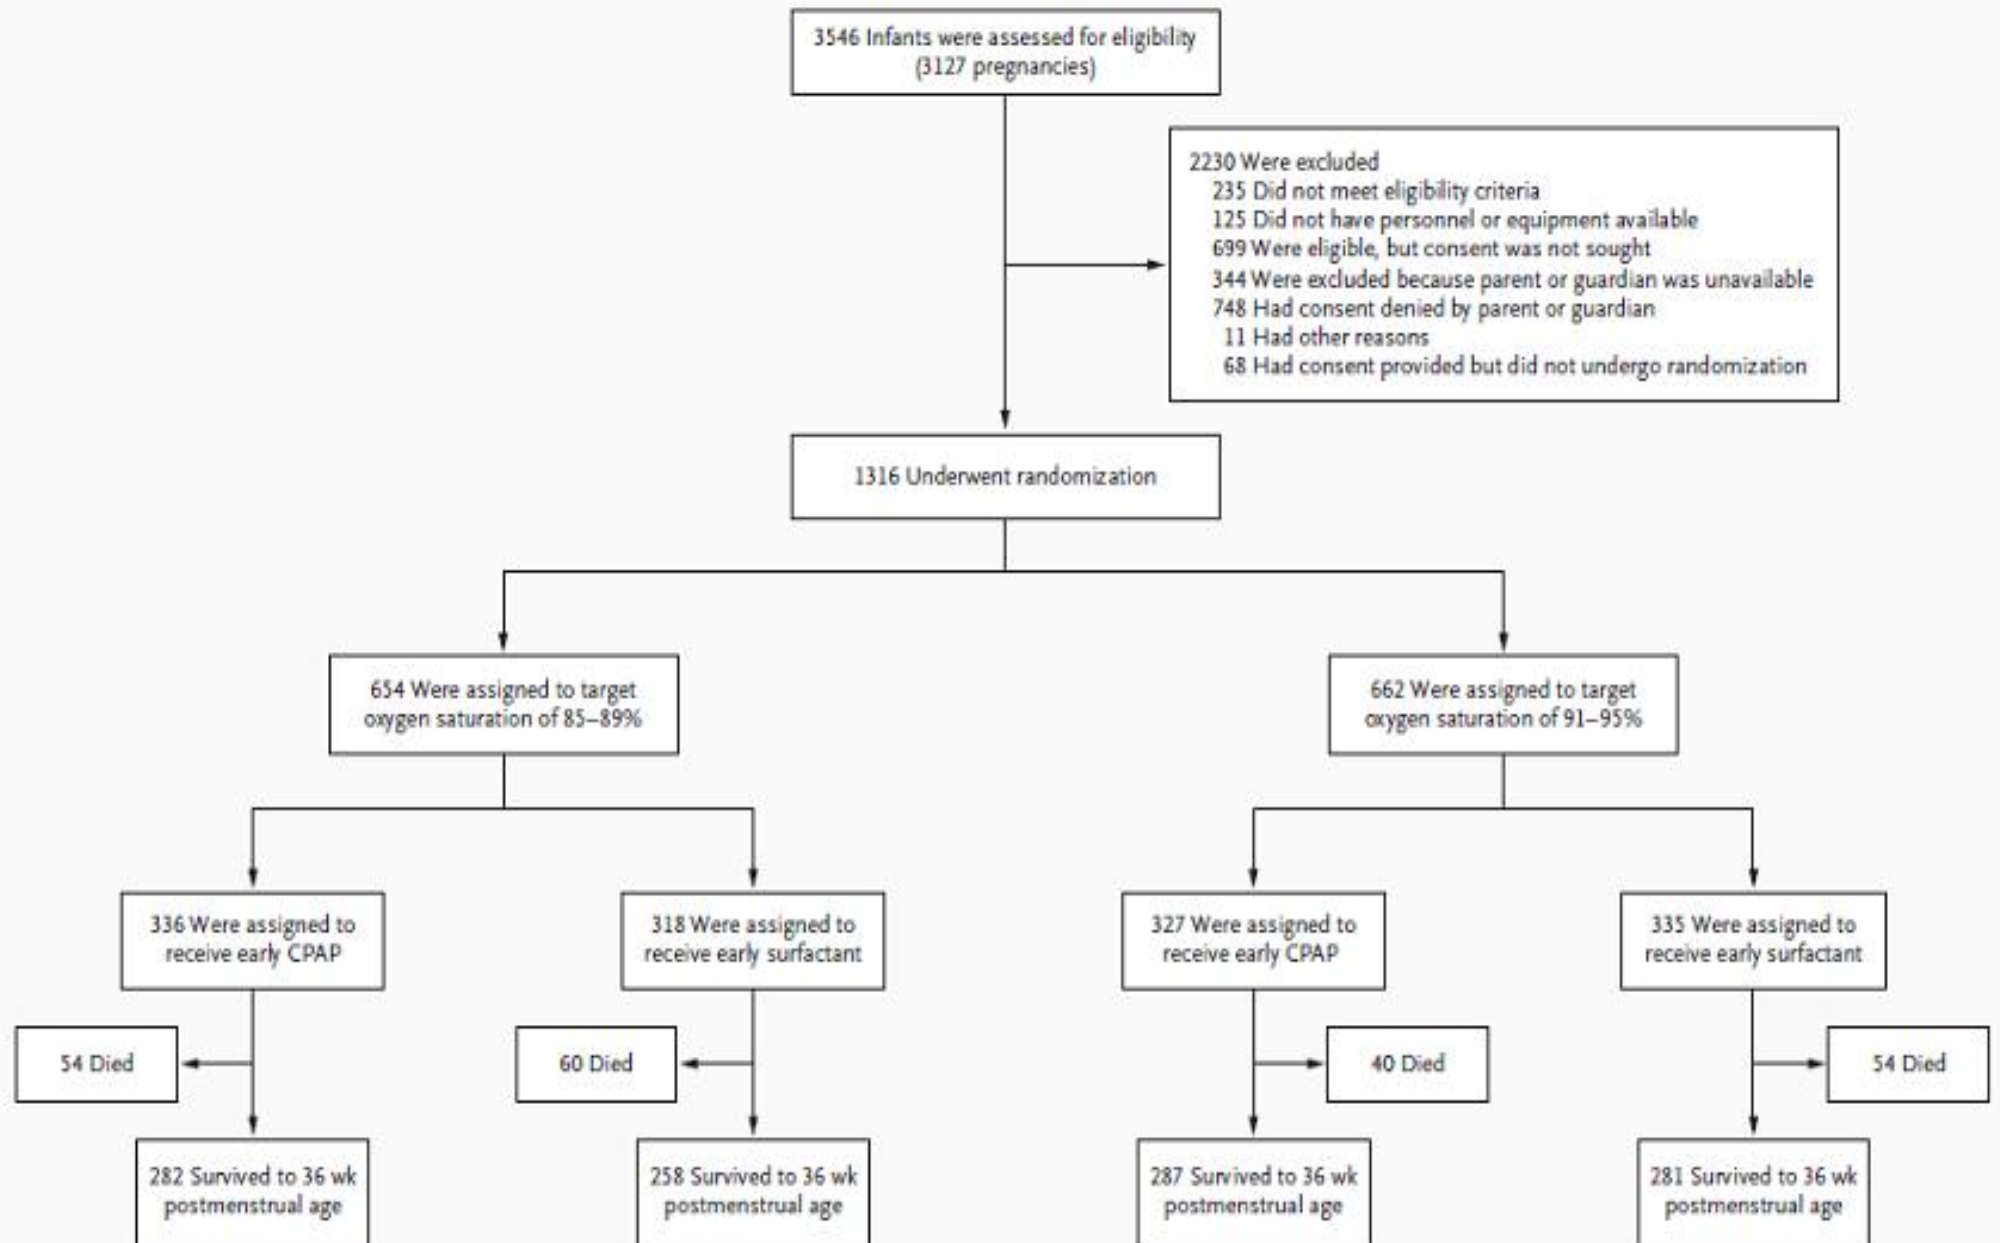 3546 Infants were assessed for eligibility
(3127 pregnancies)
2230 Were excluded
235 Did not meet eligibility criteria
125 Did not have personnel or equipment available
699 Were eligible, but consent was not sought
344 Were excluded because parent or guardian was unavailable
748 Had consent denied by parent or guardian
11 Had other reasons
68 Had consent provided but did not undergo randomization
1316 Underwent randomization
654 Were assigned to target
oxygen saturation of 85–89%
662 Were assigned to target
oxygen saturation of 91–95%
336 Were assigned to
receive early CPAP
318 Were assigned to
receive early surfactant
327 Were assigned to
receive early CPAP
335 Were assigned to
receive early surfactant
54 Died
60 Died
40 Died
54 Died
282 Survived to 36 wk
postmenstrual age
258 Survived to 36 wk
postmenstrual age
287 Survived to 36 wk
postmenstrual age
281 Survived to 36 wk
postmenstrual age